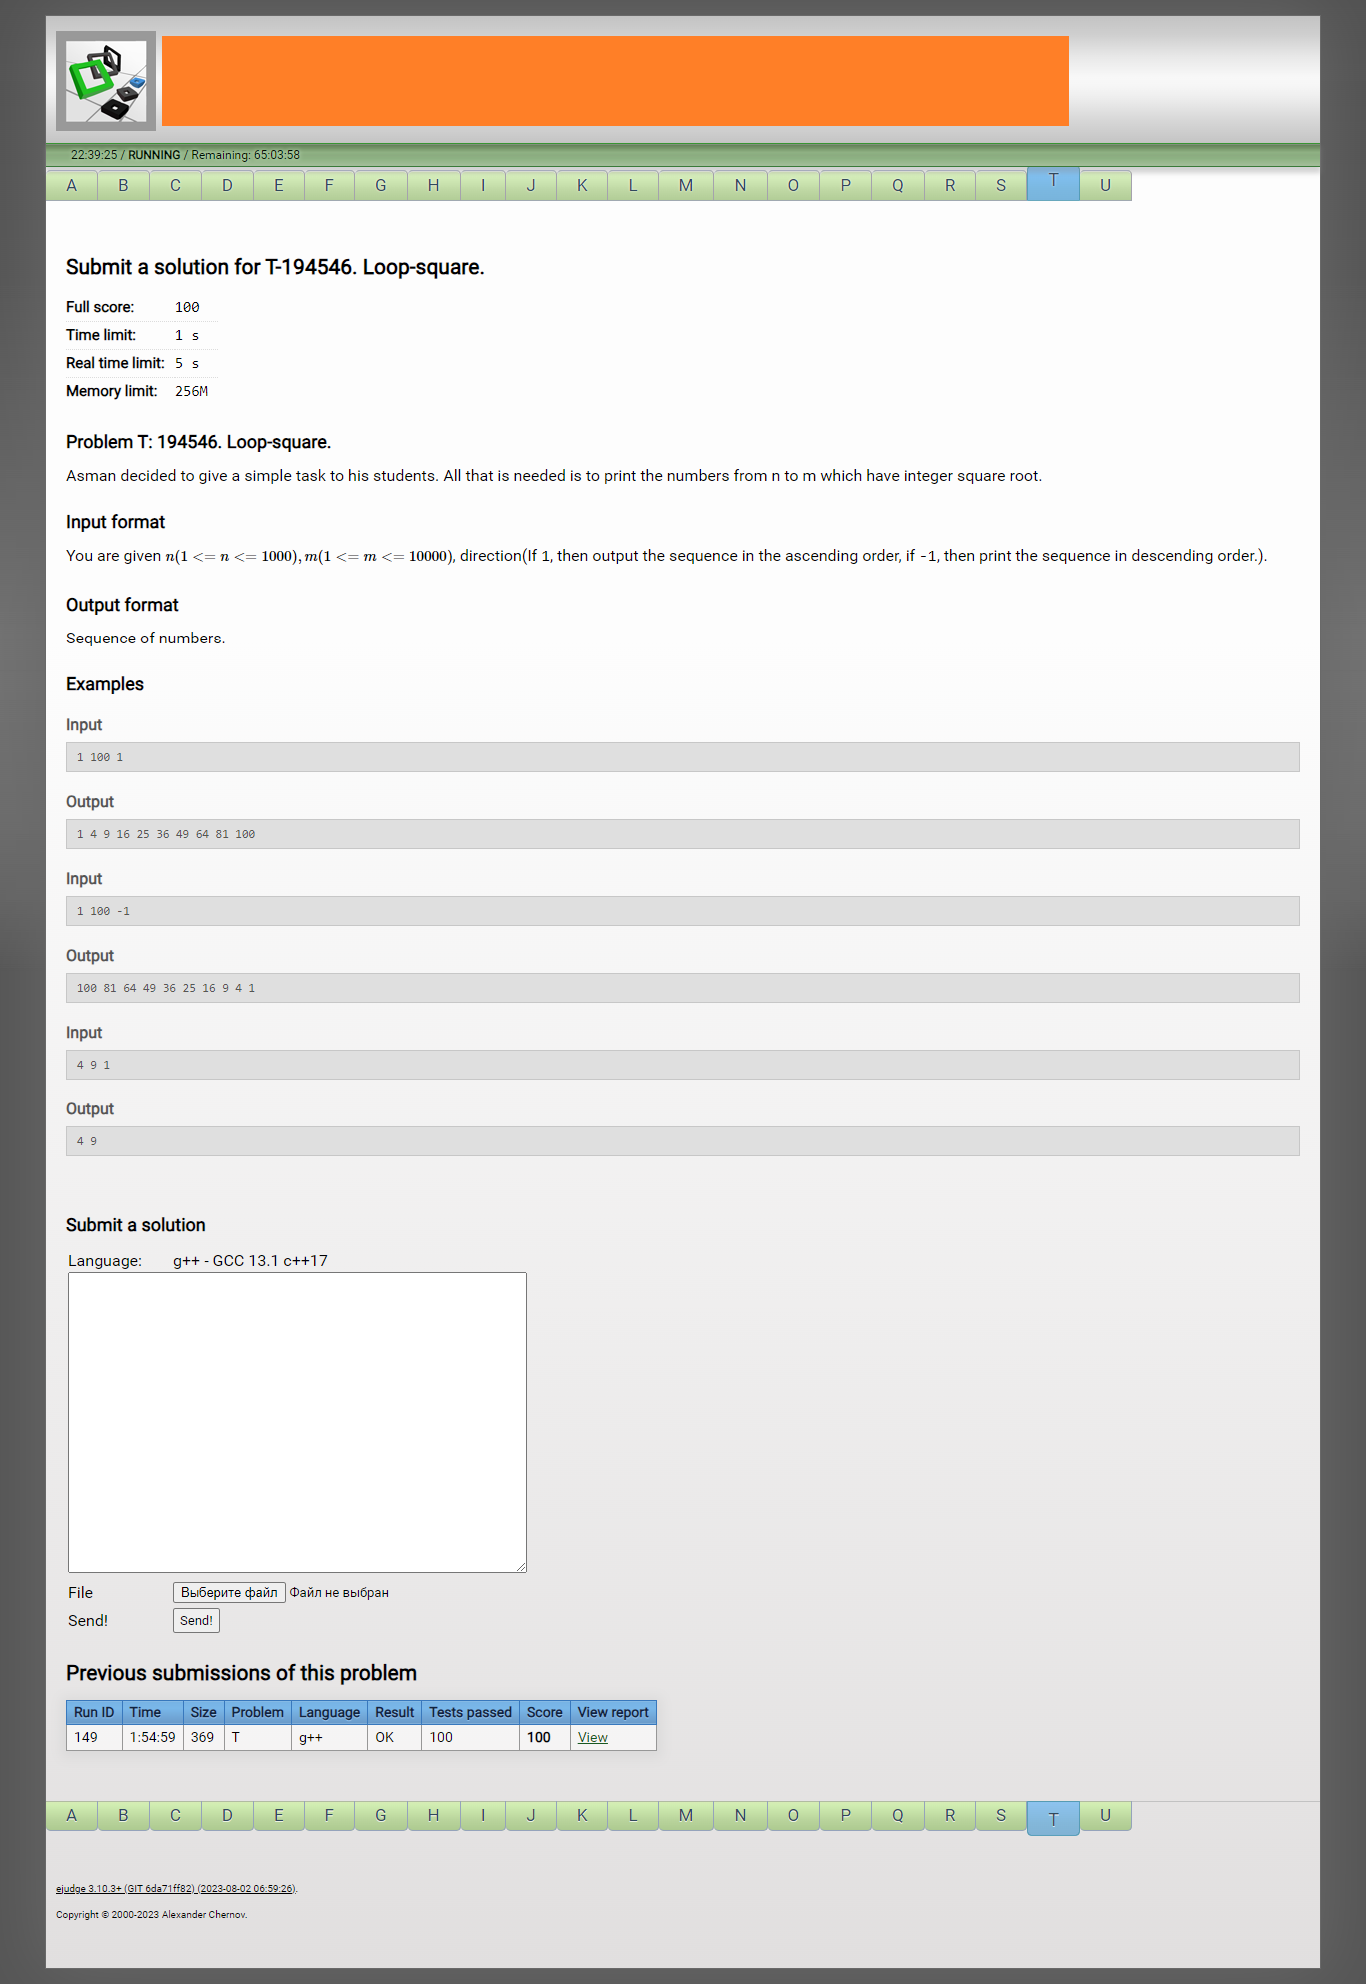 22:39:25 / RUNNING / Remaining: 65:03:58
A B C D E F G H I J K L M N O P Q R S T U
Submit a solution for T-194546. Loop-square.
Full score: 100
Time limit: 1 s
Real time limit: 5 s
Memory limit: 256M
Problem T: 194546. Loop-square.
Asman decided to give a simple task to his students. All that is needed is to print the numbers from n to m which have integer square root.
Input format
You are given n(1 <= n <= 1000), m(1 <= m <= 10000), direction(If 1, then output the sequence in the ascending order, if -1, then print the sequence in descending order.).
Output format
Sequence of numbers.
Examples
Input
1 100 1
Output
1 4 9 16 25 36 49 64 81 100
Input
1 100 -1
Output
100 81 64 49 36 25 16 9 4 1
Input
4 9 1
Output
4 9
Submit a solution
Language: g++ - GCC 13.1 c++17
File Выберите файл Файл не выбран
Send! Send!
Previous submissions of this problem
Run ID Time Size Problem Language Result Tests passed Score View report
149 1:54:59 369 T g++ OK 100 100 View
A B C D E F G H I J K L M N O P Q R S T U
ejudge 3.10.3+ (GIT 6da71ff82) (2023-08-02 06:59:26).
Copyright © 2000-2023 Alexander Chernov.